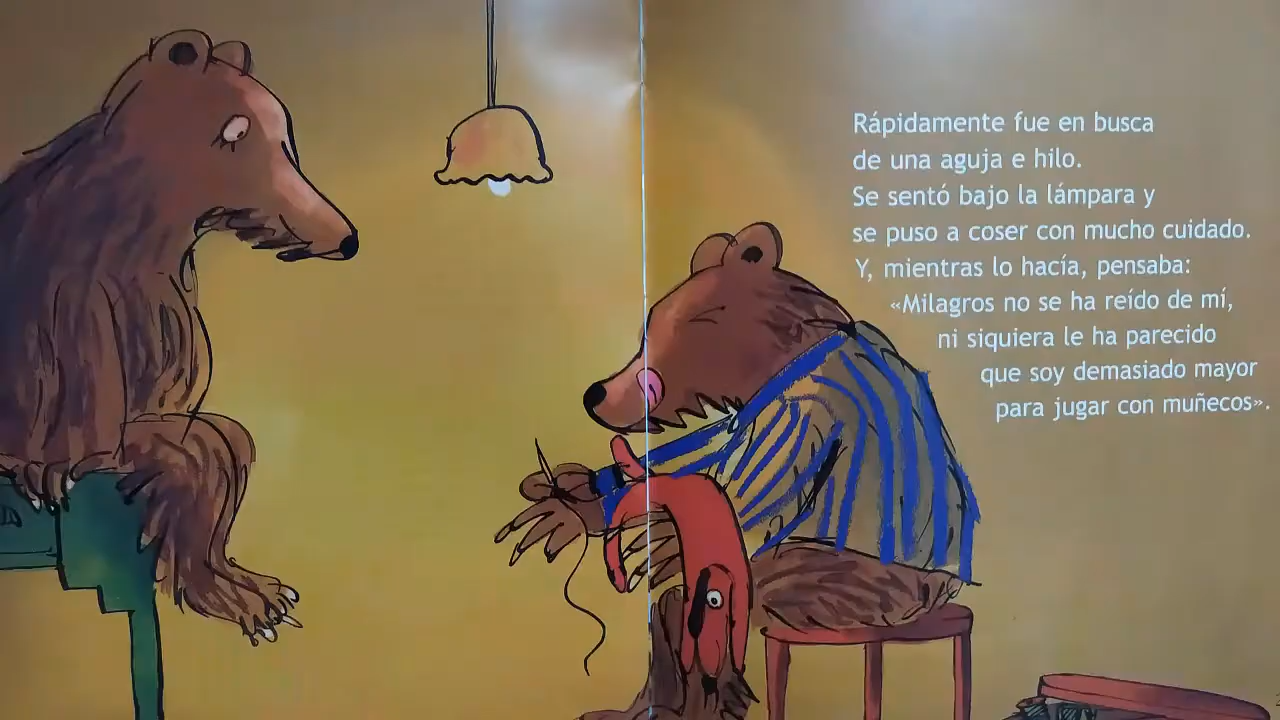 Rápidamente fue en busca
de una aguja e hilo.
Se sentó bajo la lámpara y
se puso a coser con mucho cuidado.
Y, mientras lo hacía, pensaba:
«Milagros no se ha reído de mí,
ni siquiera le ha parecido
que soy demasiado mayor
para jugar con muñecos».